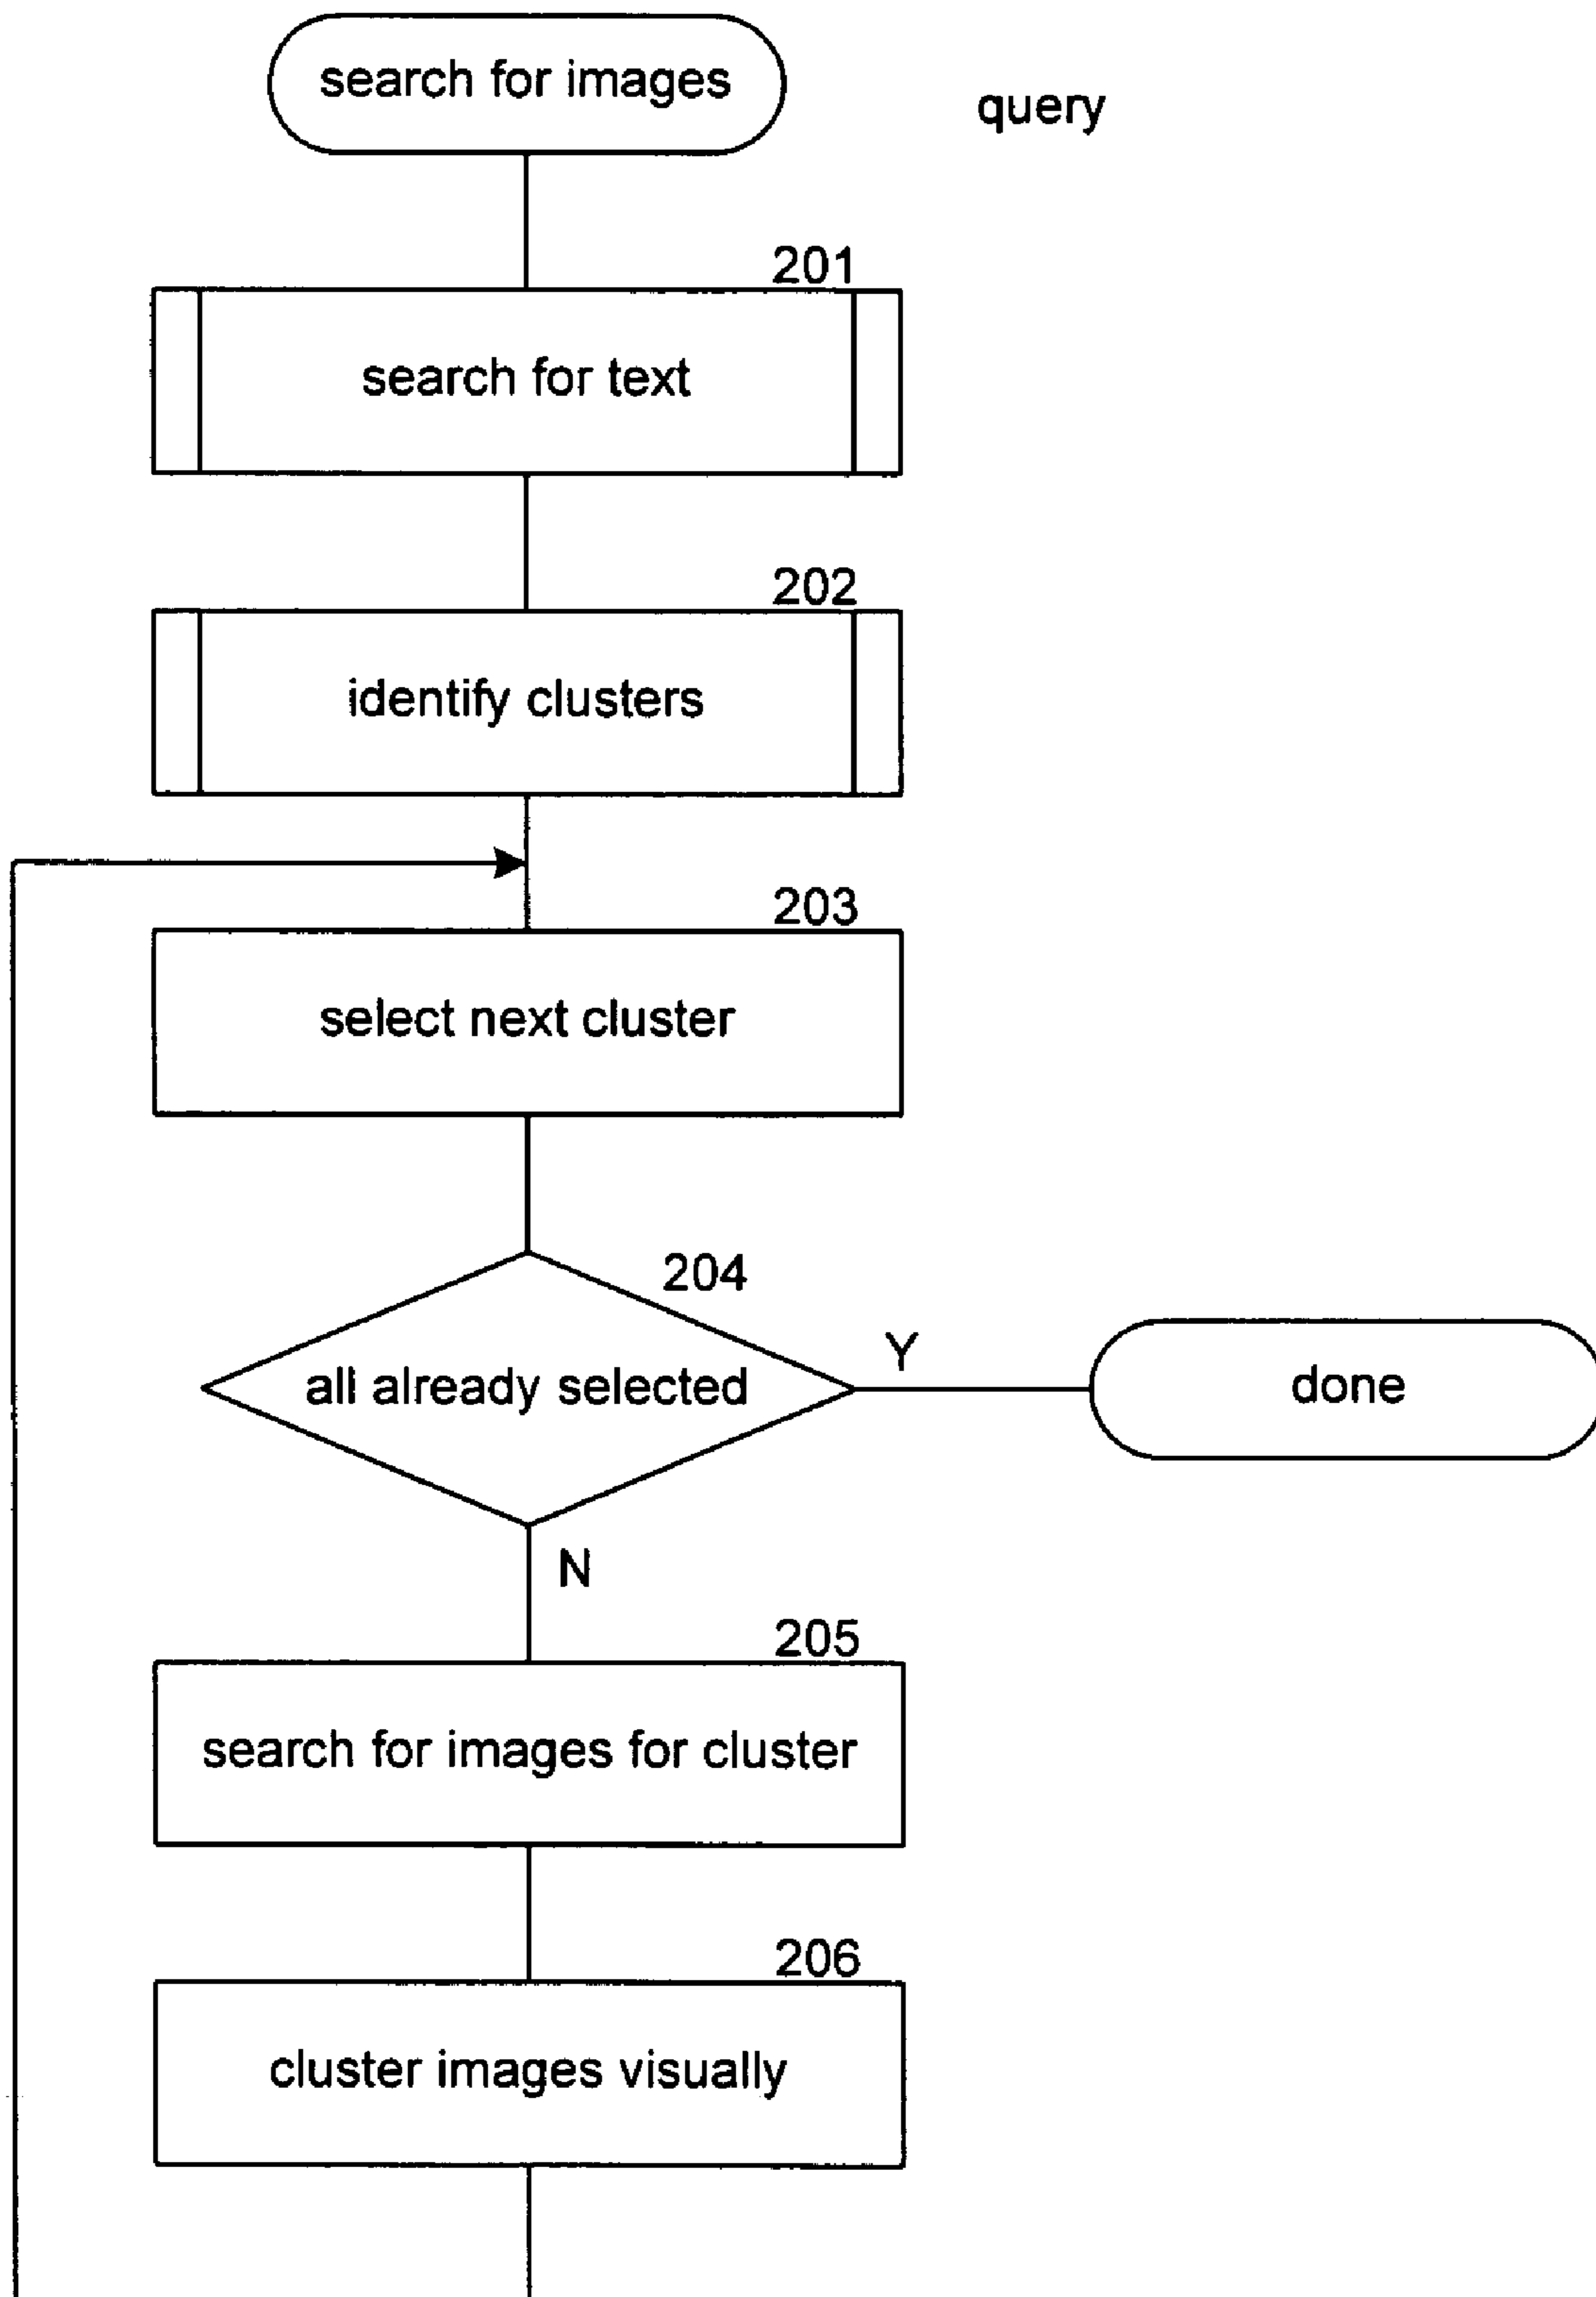 search for images
query
201
search for text
202
identify clusters
203
select next cluster
204
all already selected
Y
done
N
205
search for images for cluster
206
cluster images visually